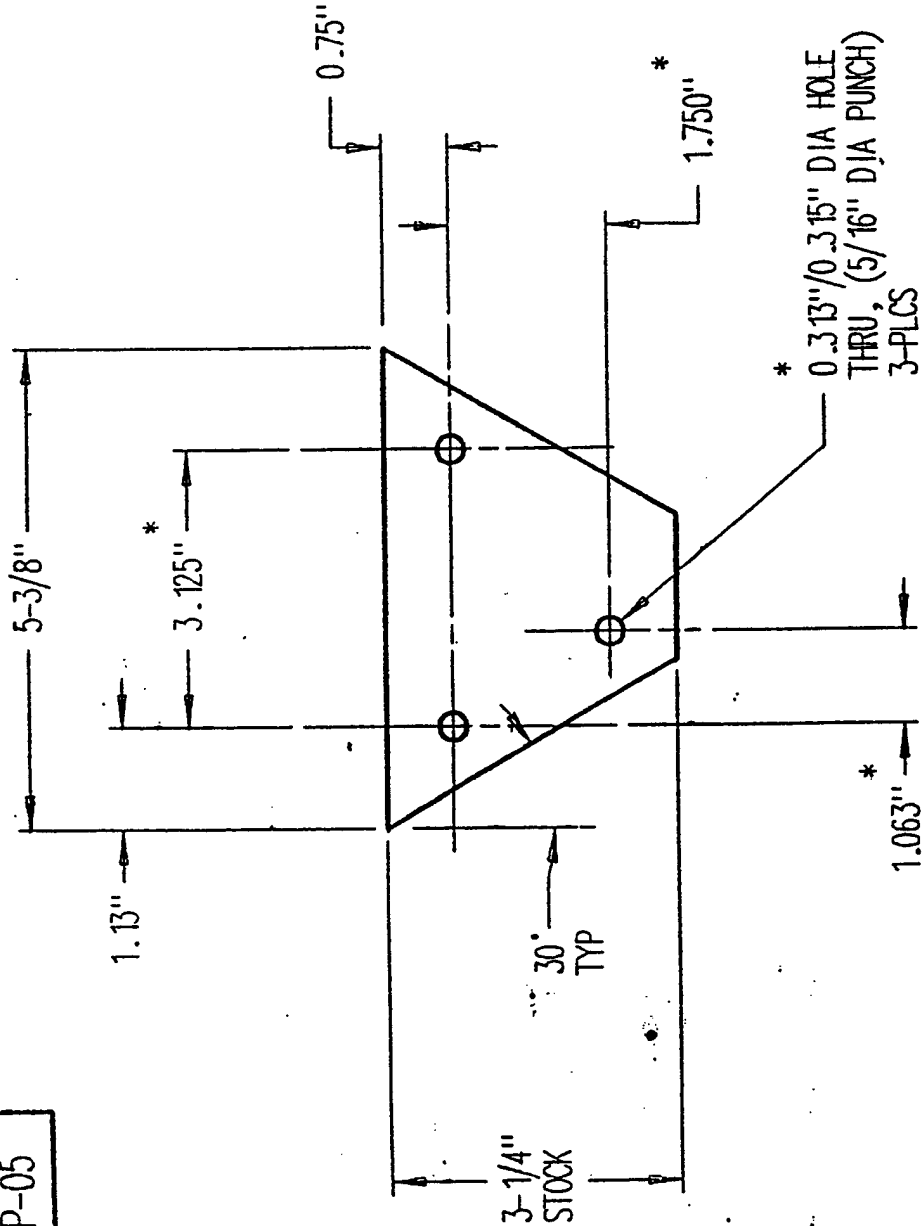 P-05
5-3/8"
3.125" *
1.13"
0.75"
1.750" *
30°
TYP
3-1/4"
STOCK
1.063" *
* 0.313"/0.315" DIA HOLE
THRU, (5/16" DIA PUNCH)
3-PLCS